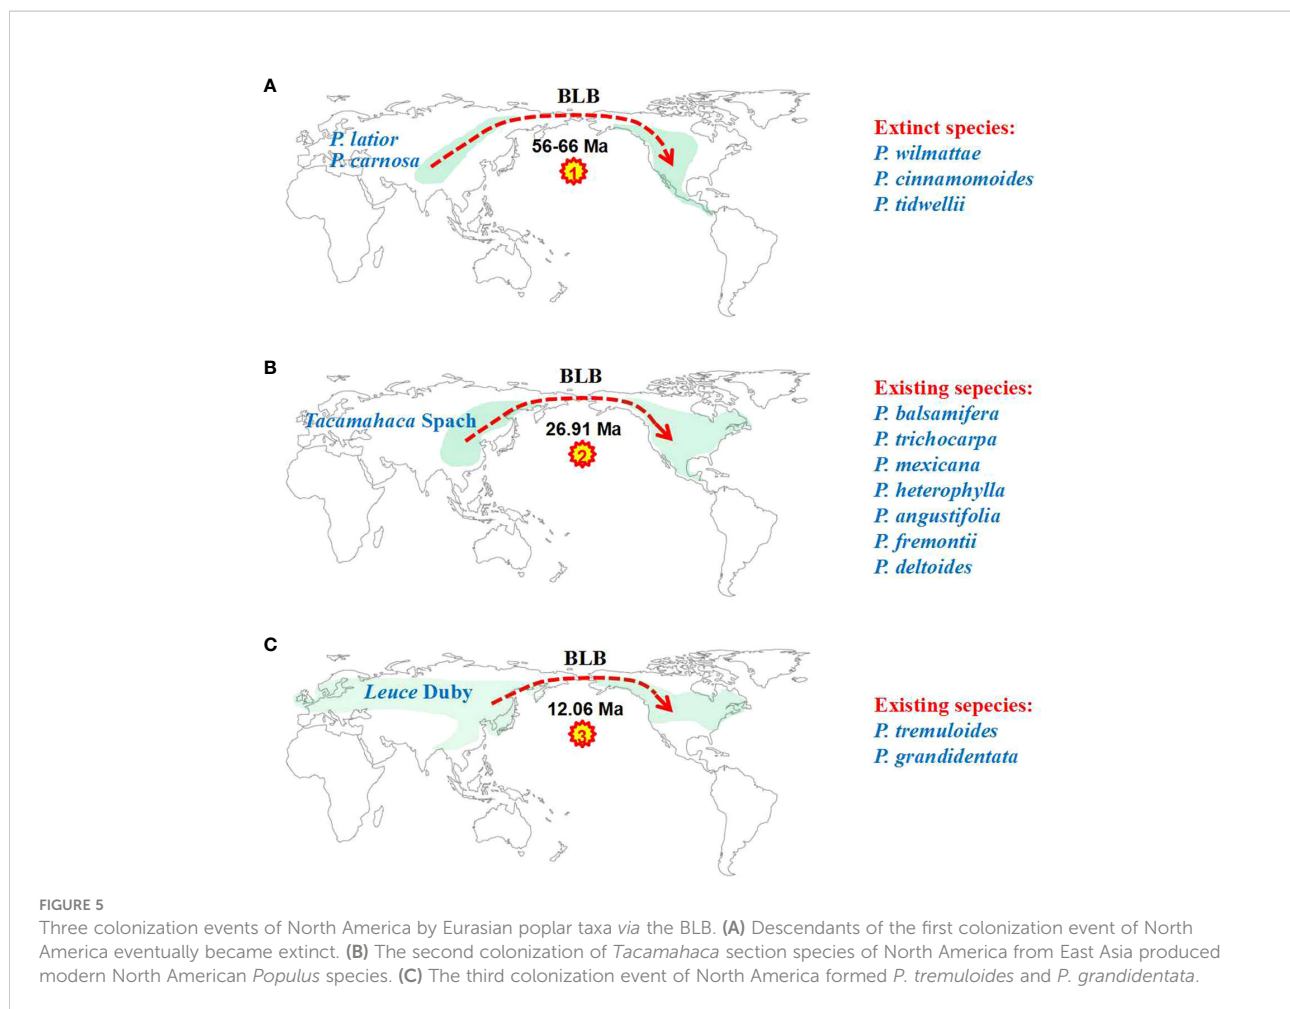 A
BLB
P. latior
P. carnosa
56-66 Ma
1
Extinct species:
P. wilmattae
P. cinnamomoides
P. tidwellii
B
BLB
Tacamahaca Spach
26.91 Ma
2
Existing sepecies:
P. balsamifera
P. trichocarpa
P. mexicana
P. heterophylla
P. angustifolia
P. fremontii
P. deltoides
C
BLB
Leuce Duby
12.06 Ma
3
Existing sepecies:
P. tremuloides
P. grandidentata
FIGURE 5
Three colonization events of North America by Eurasian poplar taxa via the BLB. (A) Descendants of the first colonization event of North
America eventually became extinct. (B) The second colonization of Tacamahaca section species of North America from East Asia produced
modern North American Populus species. (C) The third colonization event of North America formed P. tremuloides and P. grandidentata.